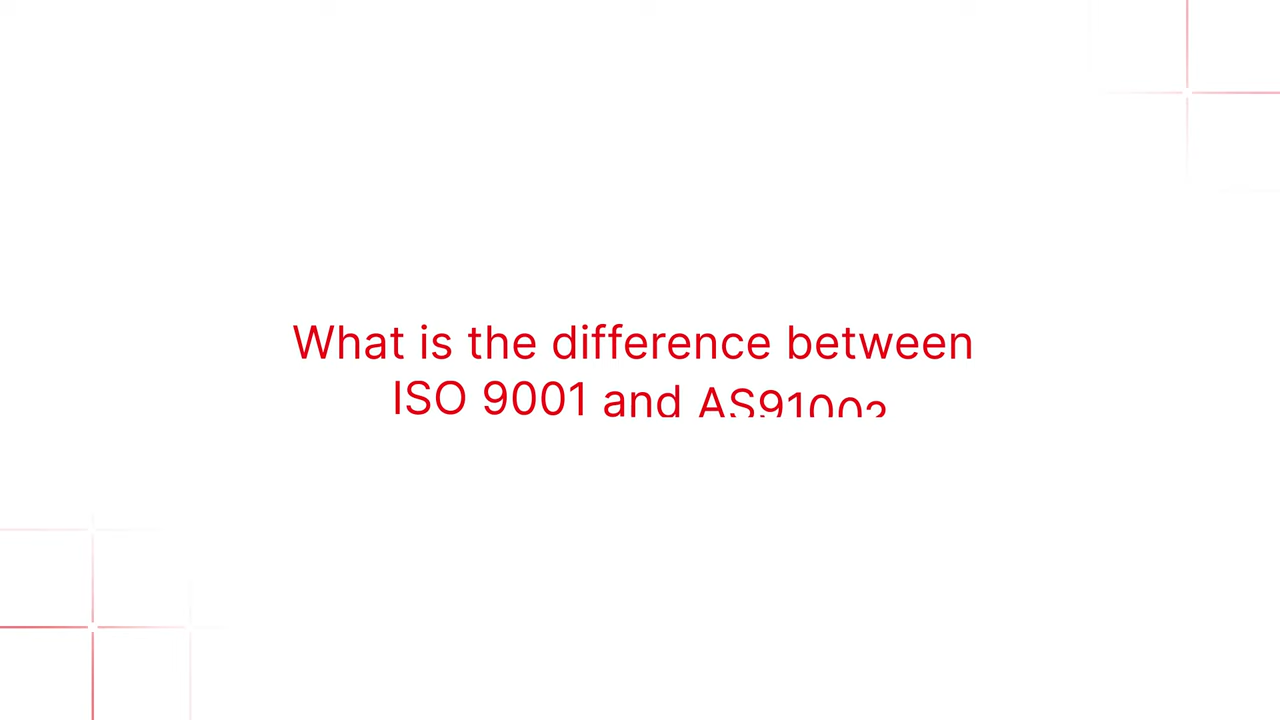 What is the difference between
ISO 9001 and AS9100?